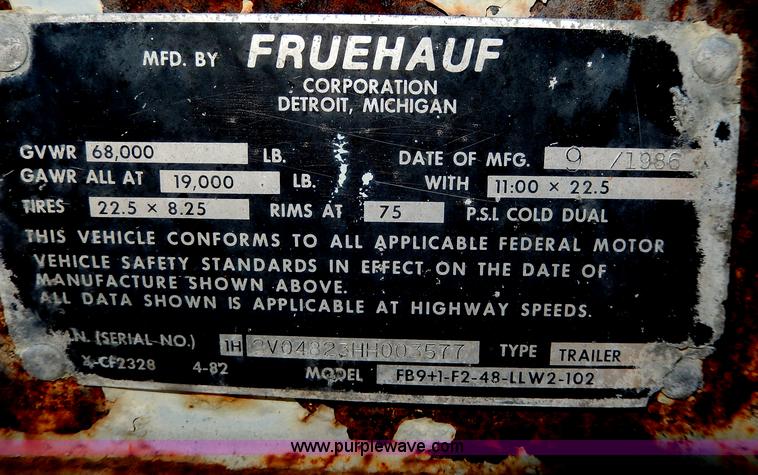 MFD. BY FRUEHAUF
CORPORATION
DETROIT, MICHIGAN
GVWR 68,000 LB. DATE OF MFG. 9 /1986
GAWR ALL AT 19,000 LB. WITH 11:00 × 22.5
TIRES 22.5 × 8.25 RIMS AT 75 P.S.I. COLD DUAL
THIS VEHICLE CONFORMS TO ALL APPLICABLE FEDERAL MOTOR
VEHICLE SAFETY STANDARDS IN EFFECT ON THE DATE OF
MANUFACTURE SHOWN ABOVE.
ALL DATA SHOWN IS APPLICABLE AT HIGHWAY SPEEDS.
(SERIAL NO.) 1H 2V04823HH003577 TYPE TRAILER
X-CF2328 4-82 MODEL FB9+1-F2-48-LLW2-102
www.purplewave.com